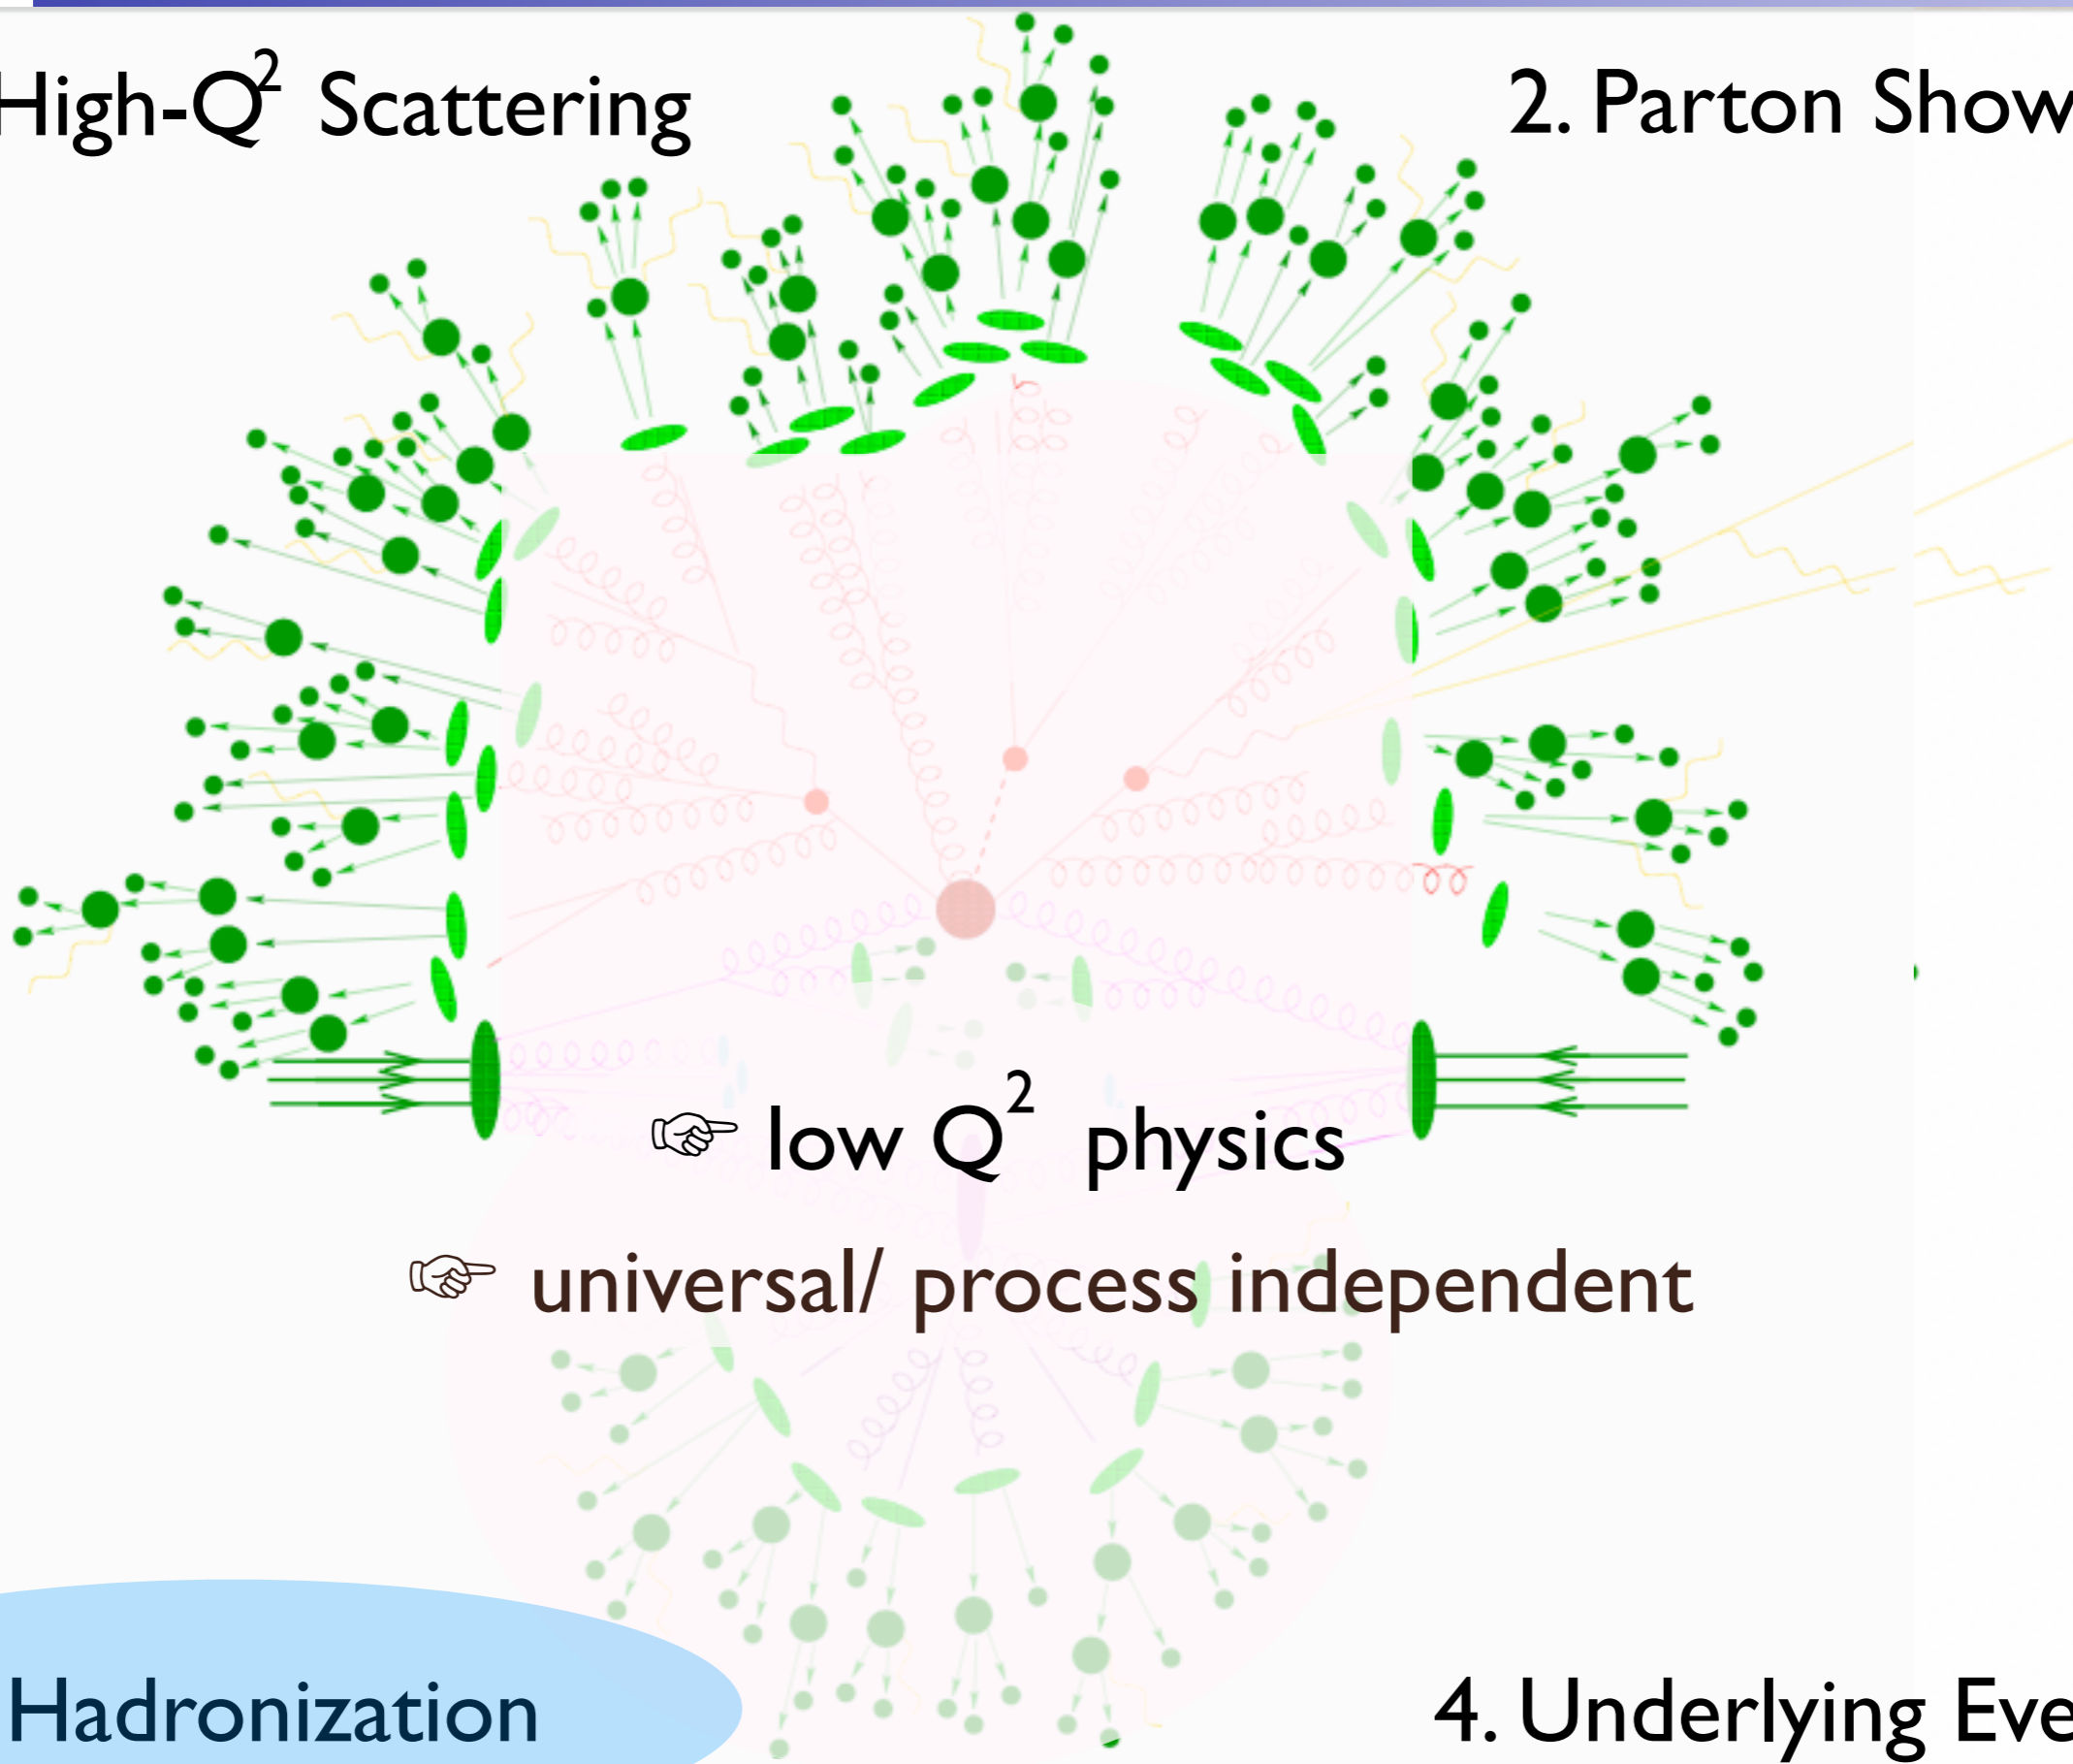 High-Q² Scattering
2. Parton Show
☞ low Q² physics
☞ universal/ process independent
Hadronization
4. Underlying Eve